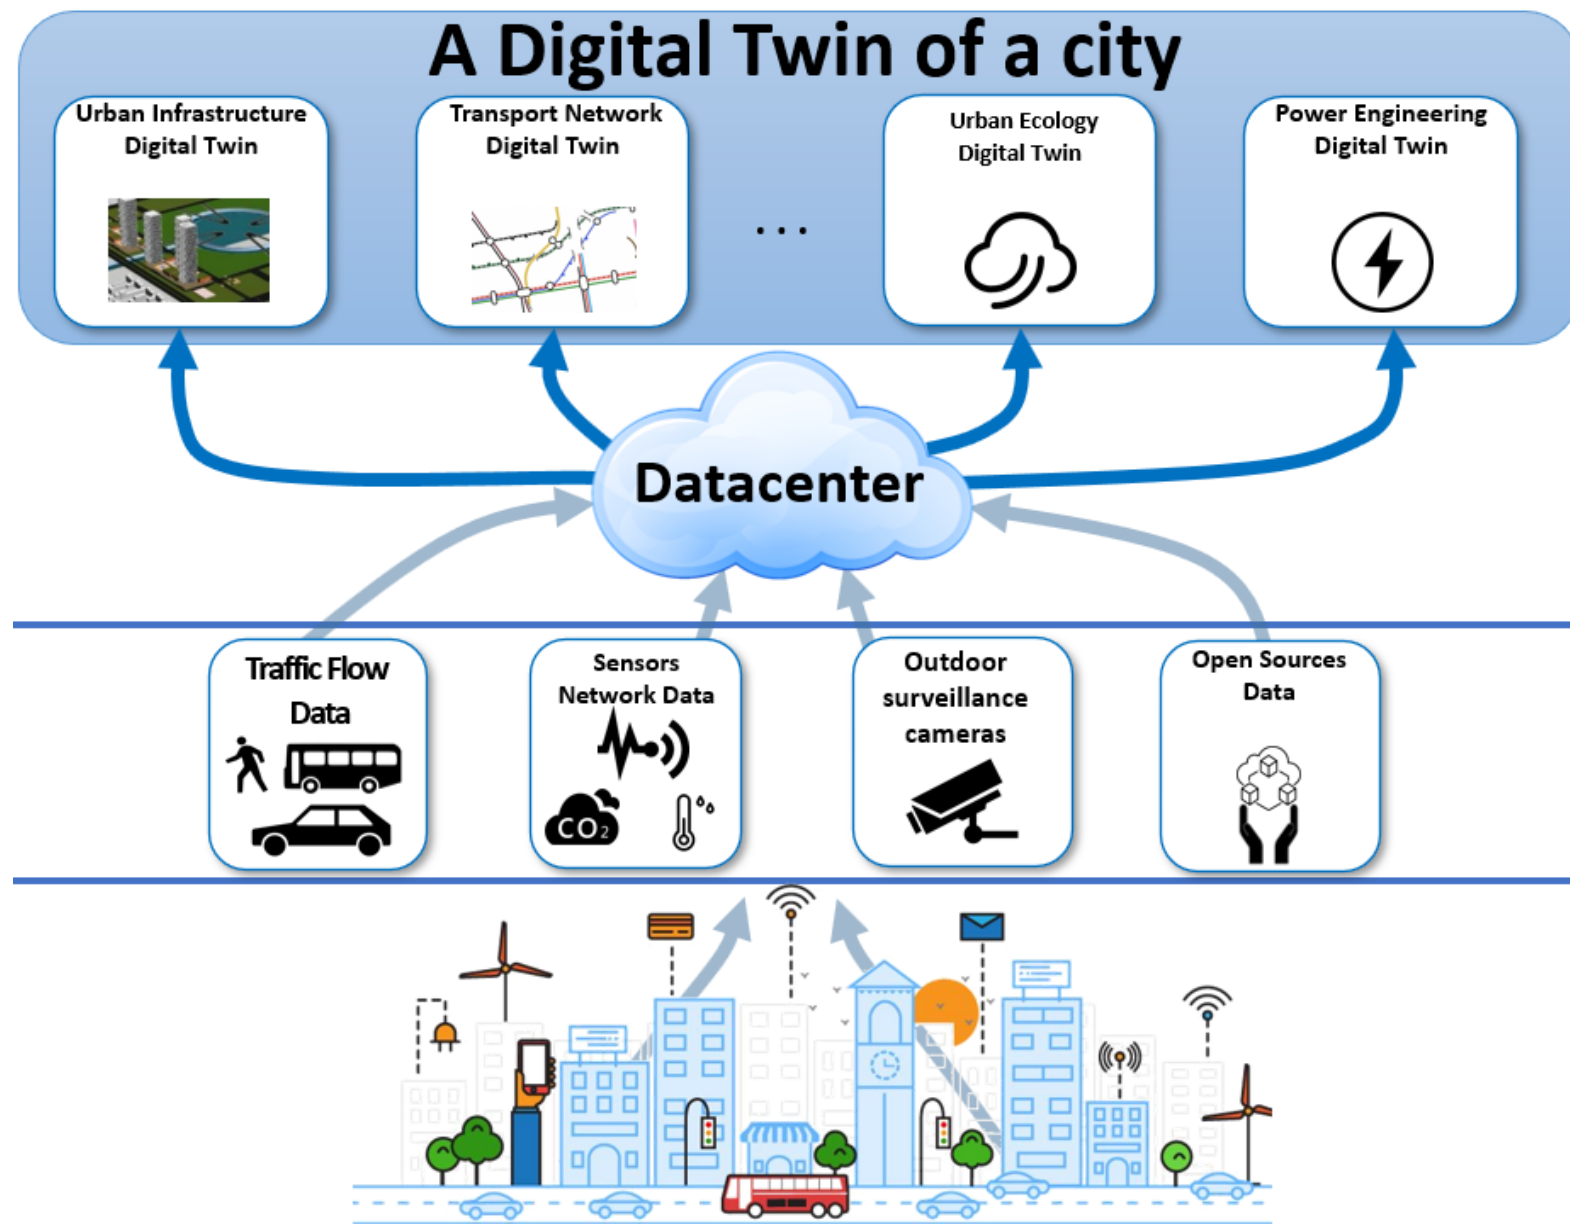 A Digital Twin of a city
Urban Infrastructure
Digital Twin
Transport Network
Digital Twin
...
Urban Ecology
Digital Twin
Power Engineering
Digital Twin
Datacenter
Traffic Flow
Data
Sensors
Network Data
CO2
Outdoor
surveillance
cameras
Open Sources
Data